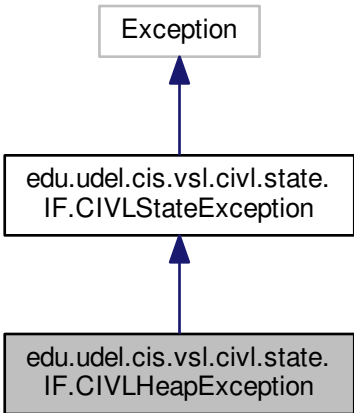 Exception
edu.udel.cis.vsl.civl.state.
IF.CIVLStateException
edu.udel.cis.vsl.civl.state.
IF.CIVLHeapException